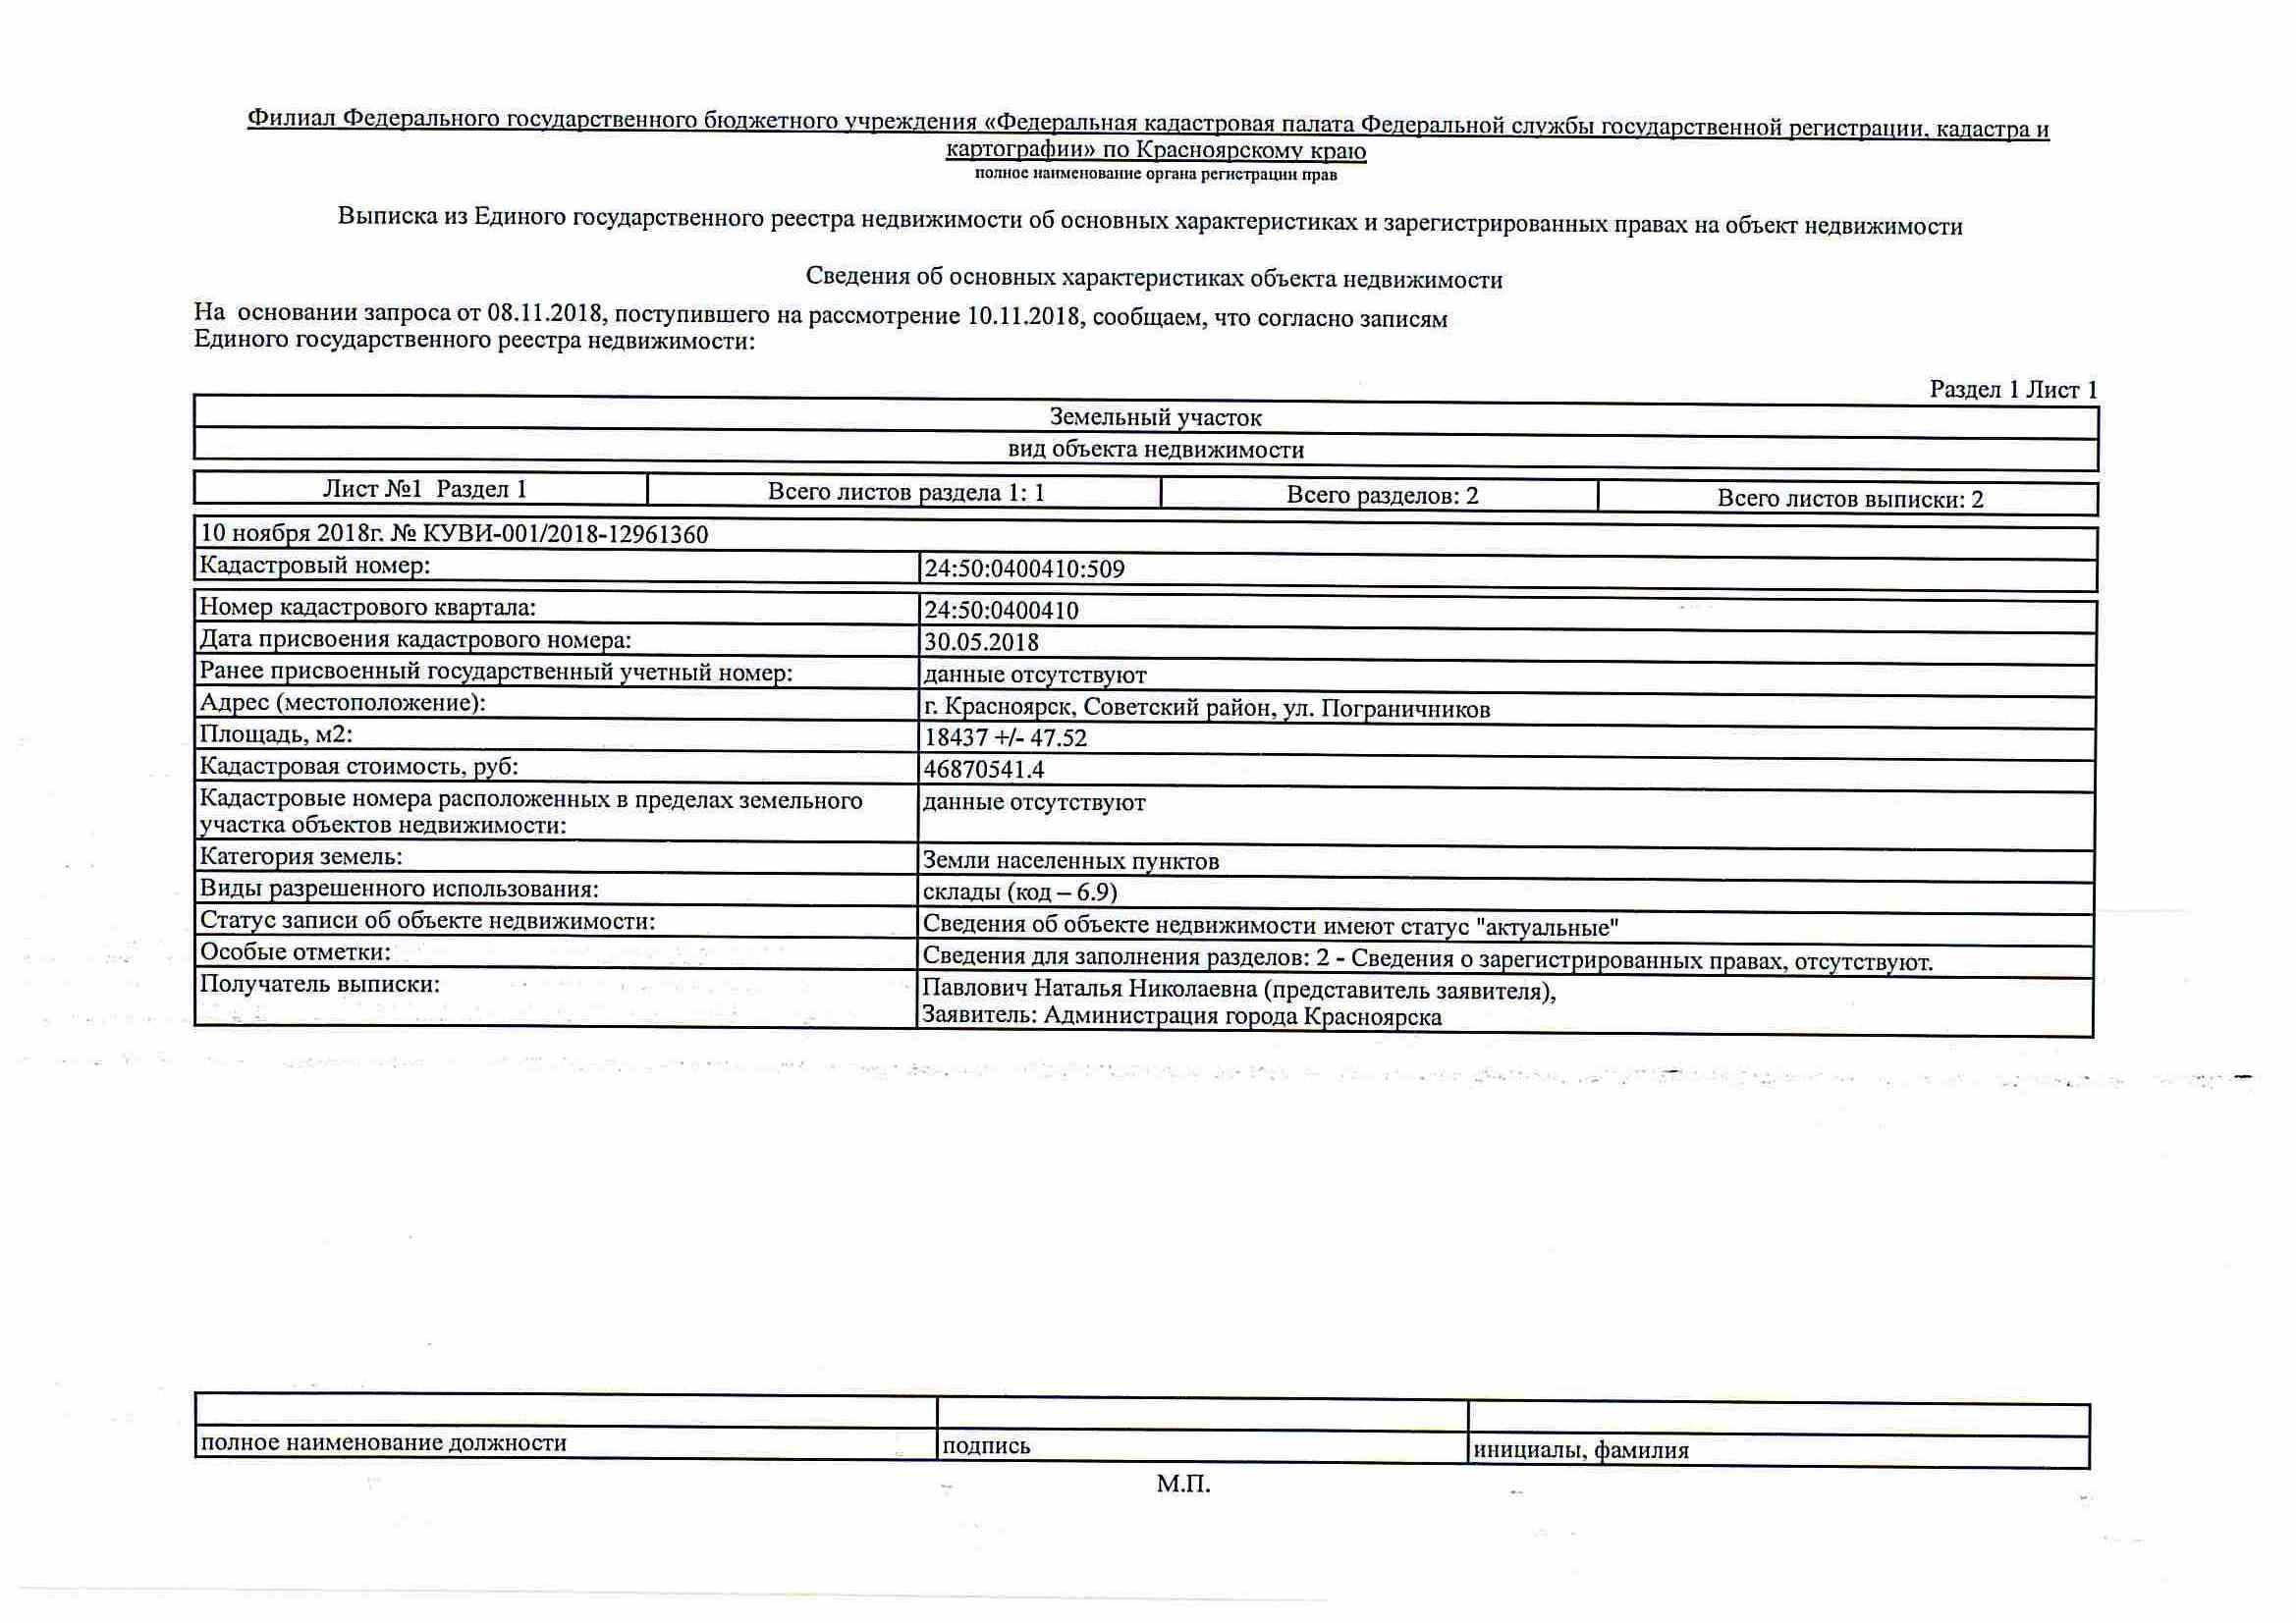 Филиал Федерального государственного бюджетного учреждения «Федеральная кадастровая палата Федеральной службы государственной регистрации, кадастра и
картографии» по Красноярскому краю
полное наименование органа регистрации прав
Выписка из Единого государственного реестра недвижимости об основных характеристиках и зарегистрированных правах на объект недвижимости
Сведения об основных характеристиках объекта недвижимости
На основании запроса от 08.11.2018, поступившего на рассмотрение 10.11.2018, сообщаем, что согласно записям
Единого государственного реестра недвижимости:
Раздел 1 Лист 1
Земельный участок
вид объекта недвижимости
Лист №1 Раздел 1 Всего листов раздела 1: 1 Всего разделов: 2 Всего листов выписки: 2
10 ноября 2018г. № КУВИ-001/2018-12961360
Кадастровый номер: 24:50:0400410:509
Номер кадастрового квартала: 24:50:0400410
Дата присвоения кадастрового номера: 30.05.2018
Ранее присвоенный государственный учетный номер: данные отсутствуют
Адрес (местоположение): г. Красноярск, Советский район, ул. Пограничников
Площадь, м2: 18437 +/- 47.52
Кадастровая стоимость, руб: 46870541.4
Кадастровые номера расположенных в пределах земельного данные отсутствуют
участка объектов недвижимости:
Категория земель: Земли населенных пунктов
Виды разрешенного использования: склады (код – 6.9)
Статус записи об объекте недвижимости: Сведения об объекте недвижимости имеют статус "актуальные"
Особые отметки: Сведения для заполнения разделов: 2 - Сведения о зарегистрированных правах, отсутствуют.
Получатель выписки: Павлович Наталья Николаевна (представитель заявителя),
Заявитель: Администрация города Красноярска
полное наименование должности подпись инициалы, фамилия
М.П.